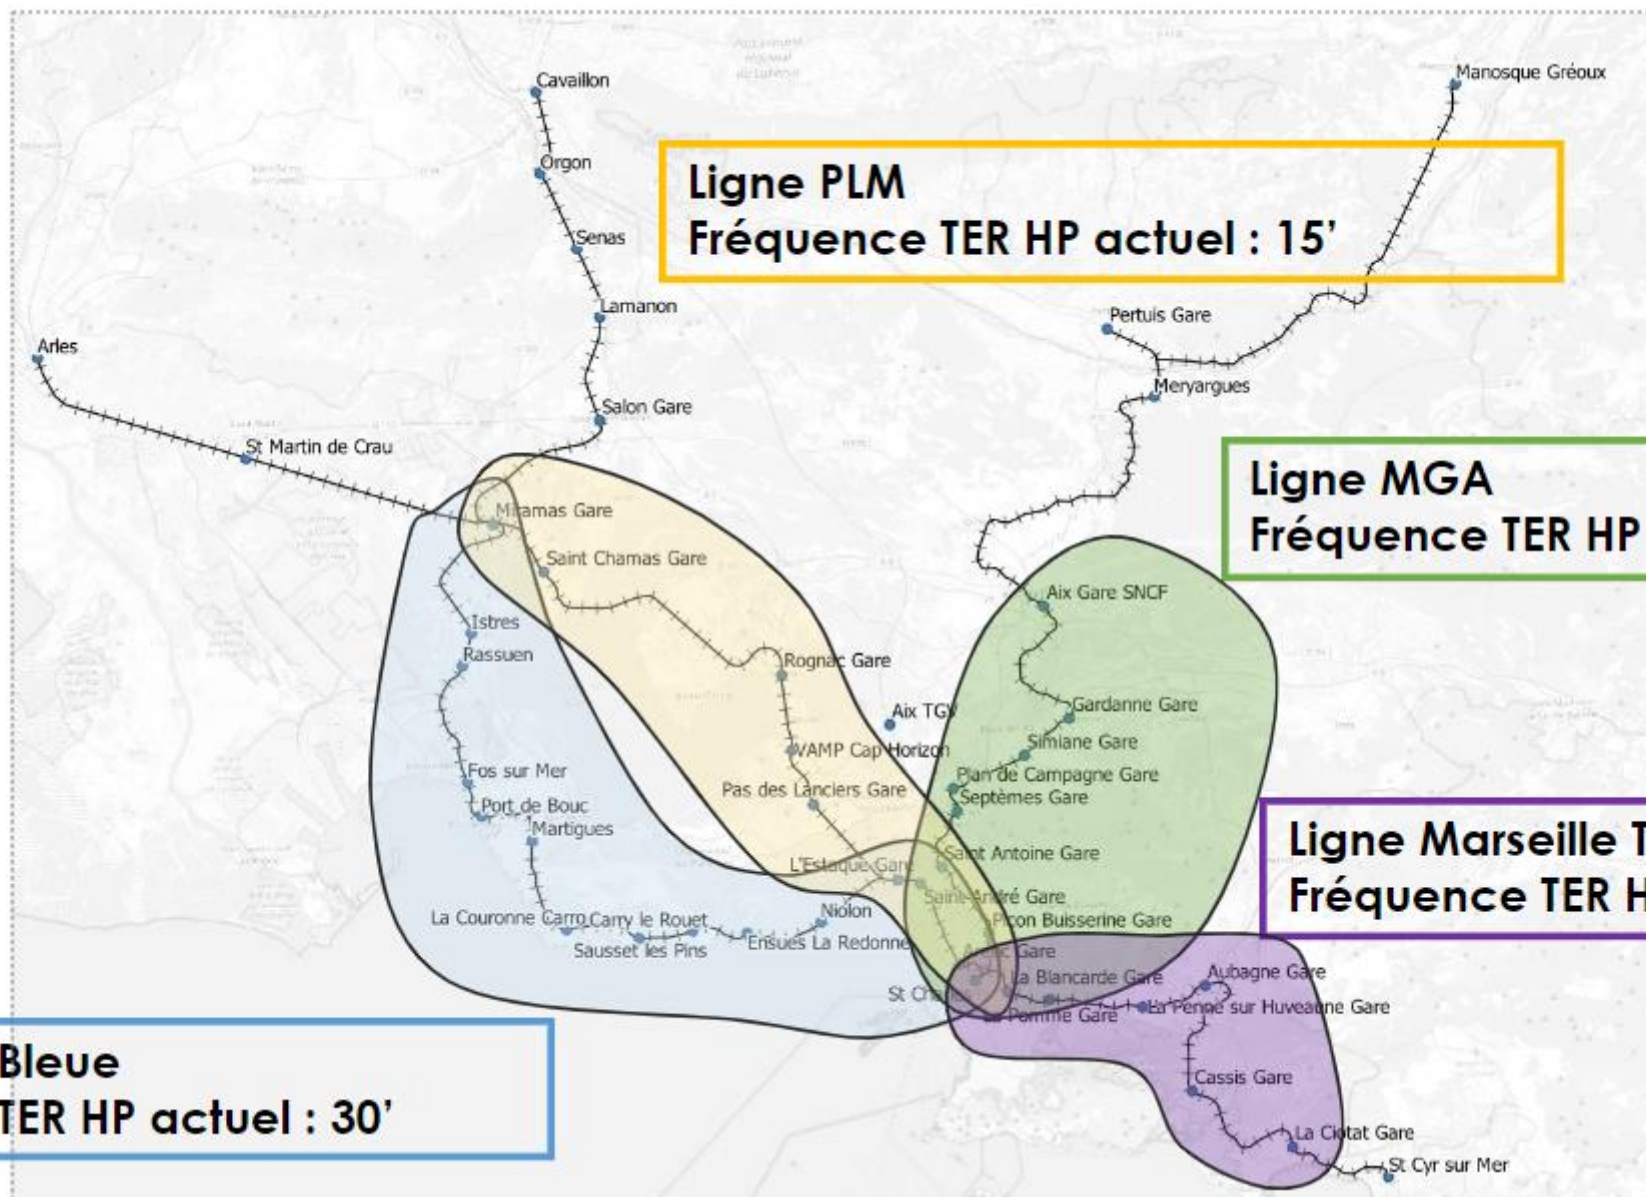 Cavaillon
Manosque Gréoux
Orgon
Ligne PLM
Fréquence TER HP actuel : 15’
Senas
Lamanon
Pertuis Gare
Arles
Meryargues
Salon Gare
St Martin de Crau
Ligne MGA
Fréquence TER HP
Miramas Gare
Saint Chamas Gare
Aix Gare SNCF
Istres
Rassuen
Rognac Gare
Gardanne Gare
Aix TGV
Simiane Gare
VAMP Cap Horizon
Fos sur Mer
Plan de Campagne Gare
Pas des Lanciers Gare
Septèmes Gare
Port de Bouc
Martigues
Ligne Marseille T
Fréquence TER H
Saint Antoine Gare
L'Estaque Gare
Saint-André Gare
Niolon
La Couronne Carro
Carry le Rouet
Picon Buisserine Gare
Ensues La Redonne
Sausset les Pins
Gare
La Blancarde Gare
Aubagne Gare
St Cha
La Pomme Gare
La Penne sur Huveaune Gare
Bleue
TER HP actuel : 30’
Cassis Gare
La Ciotat Gare
St Cyr sur Mer